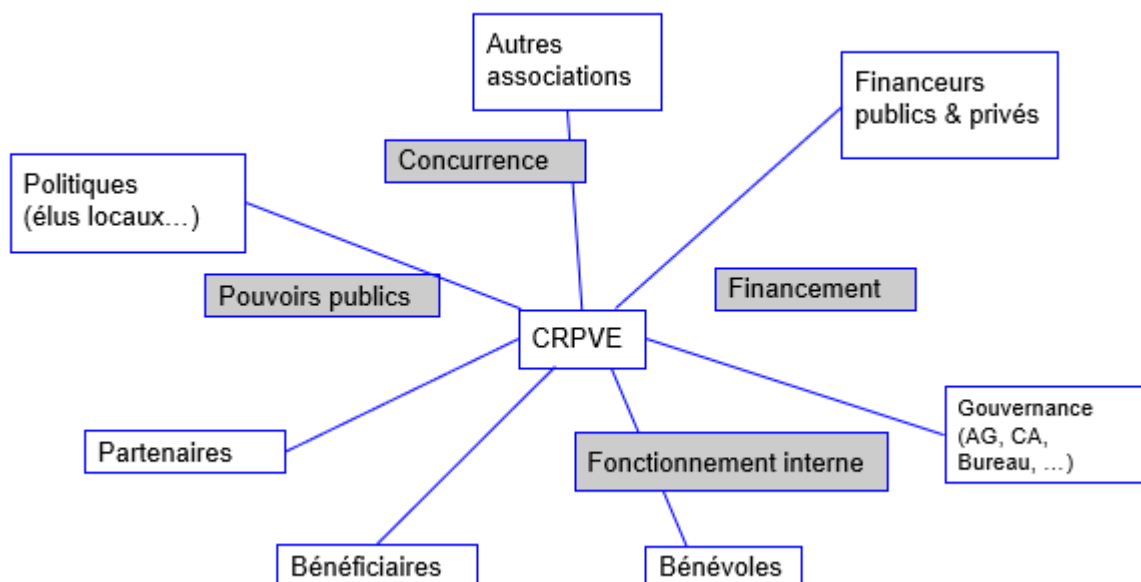 Autres
associations
Financeurs
publics & privés
Concurrence
Politiques
(élus locaux…)
Pouvoirs publics
Financement
CRPVE
Gouvernance
(AG, CA,
Bureau, …)
Partenaires
Fonctionnement interne
Bénéficiaires
Bénévoles